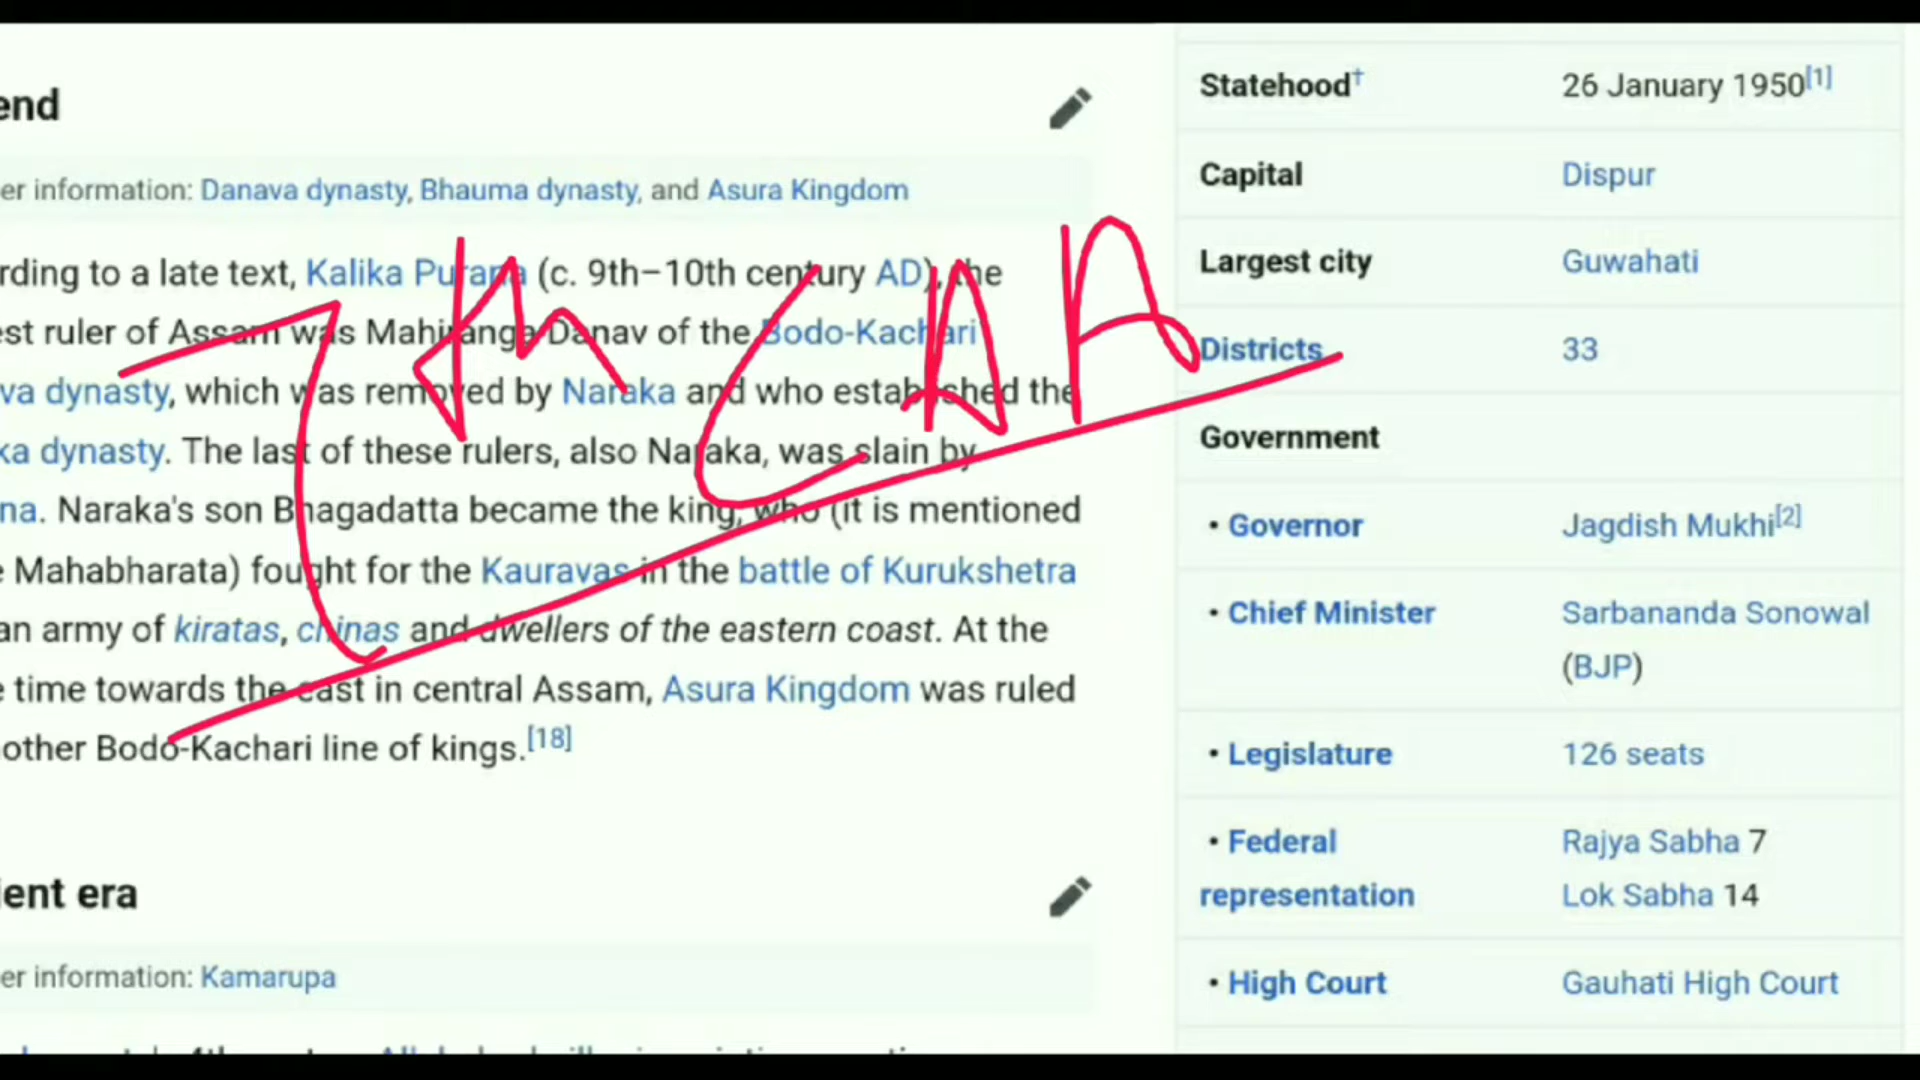 end
er information: Danava dynasty, Bhauma dynasty, and Asura Kingdom
rding to a late text, Kalika Purana (c. 9th–10th century AD), the
est ruler of Assam was Mahiranga Danav of the Bodo-Kachari
va dynasty, which was removed by Naraka and who established the
ka dynasty. The last of these rulers, also Naraka, was slain by
na. Naraka's son Bhagadatta became the king, who (it is mentioned
e Mahabharata) fought for the Kauravas in the battle of Kurukshetra
an army of kiratas, chinas and dwellers of the eastern coast. At the
e time towards the east in central Assam, Asura Kingdom was ruled
other Bodo-Kachari line of kings.[18]
ient era
er information: Kamarupa
Statehood† 26 January 1950[1]
Capital Dispur
Largest city Guwahati
Districts 33
Government
• Governor Jagdish Mukhi[2]
• Chief Minister Sarbananda Sonowal
(BJP)
• Legislature 126 seats
• Federal Rajya Sabha 7
representation Lok Sabha 14
• High Court Gauhati High Court